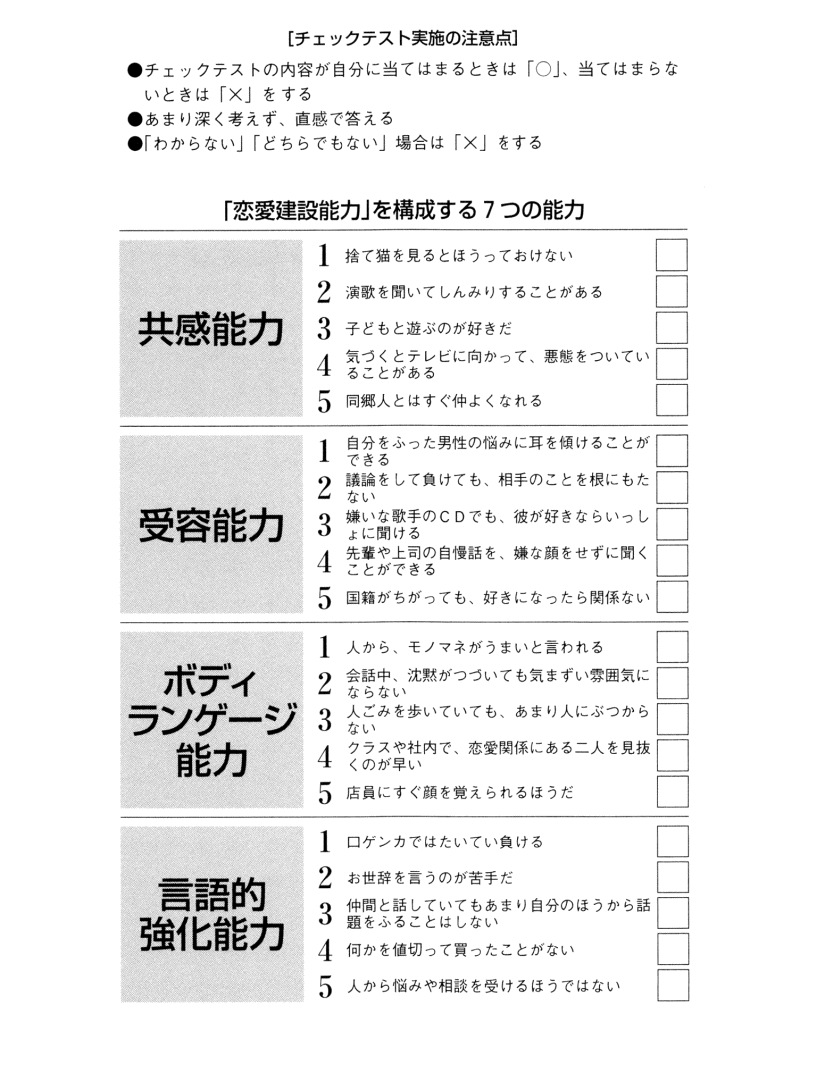 ［チェックテスト実施の注意点］
●チェックテストの内容が自分に当てはまるときは「○」、当てはまらな
いときは「×」をする
●あまり深く考えず、直感で答える
●「わからない」「どちらでもない」場合は「×」をする
「恋愛建設能力」を構成する7つの能力
共感能力
1 捨て猫を見るとほうっておけない
2 演歌を聞いてしんみりすることがある
3 子どもと遊ぶのが好きだ
4 気づくとテレビに向かって、悪態をついてい
ることがある
5 同郷人とはすぐ仲よくなれる
受容能力
1 自分をふった男性の悩みに耳を傾けることが
できる
2 議論をして負けても、相手のことを根にもた
ない
3 嫌いな歌手のＣＤでも、彼が好きならいっし
ょに聞ける
4 先輩や上司の自慢話を、嫌な顔をせずに聞く
ことができる
5 国籍がちがっても、好きになったら関係ない
ボディ
ランゲージ
能力
1 人から、モノマネがうまいと言われる
2 会話中、沈黙がつづいても気まずい雰囲気に
ならない
3 人ごみを歩いていても、あまり人にぶつから
ない
4 クラスや社内で、恋愛関係にある二人を見抜
くのが早い
5 店員にすぐ顔を覚えられるほうだ
言語的
強化能力
1 口ゲンカではたいてい負ける
2 お世辞を言うのが苦手だ
3 仲間と話していてもあまり自分のほうから話
題をふることはしない
4 何かを値切って買ったことがない
5 人から悩みや相談を受けるほうではない